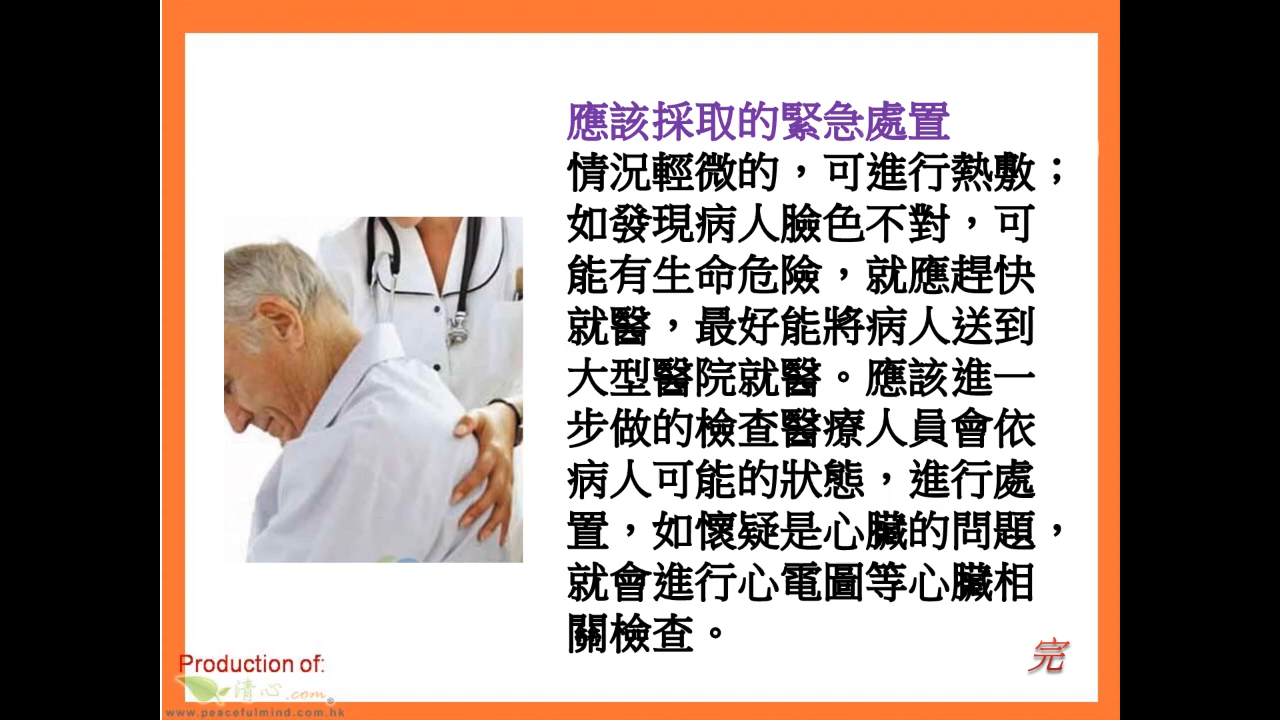 應該採取的緊急處置
情況輕微的，可進行熱敷；
如發現病人臉色不對，可
能有生命危險，就應趕快
就醫，最好能將病人送到
大型醫院就醫。應該進一
步做的檢查醫療人員會依
病人可能的狀態，進行處
置，如懷疑是心臟的問題，
就會進行心電圖等心臟相
關檢查。
完
Production of:
清心.com®
www.peacefulmind.com.hk